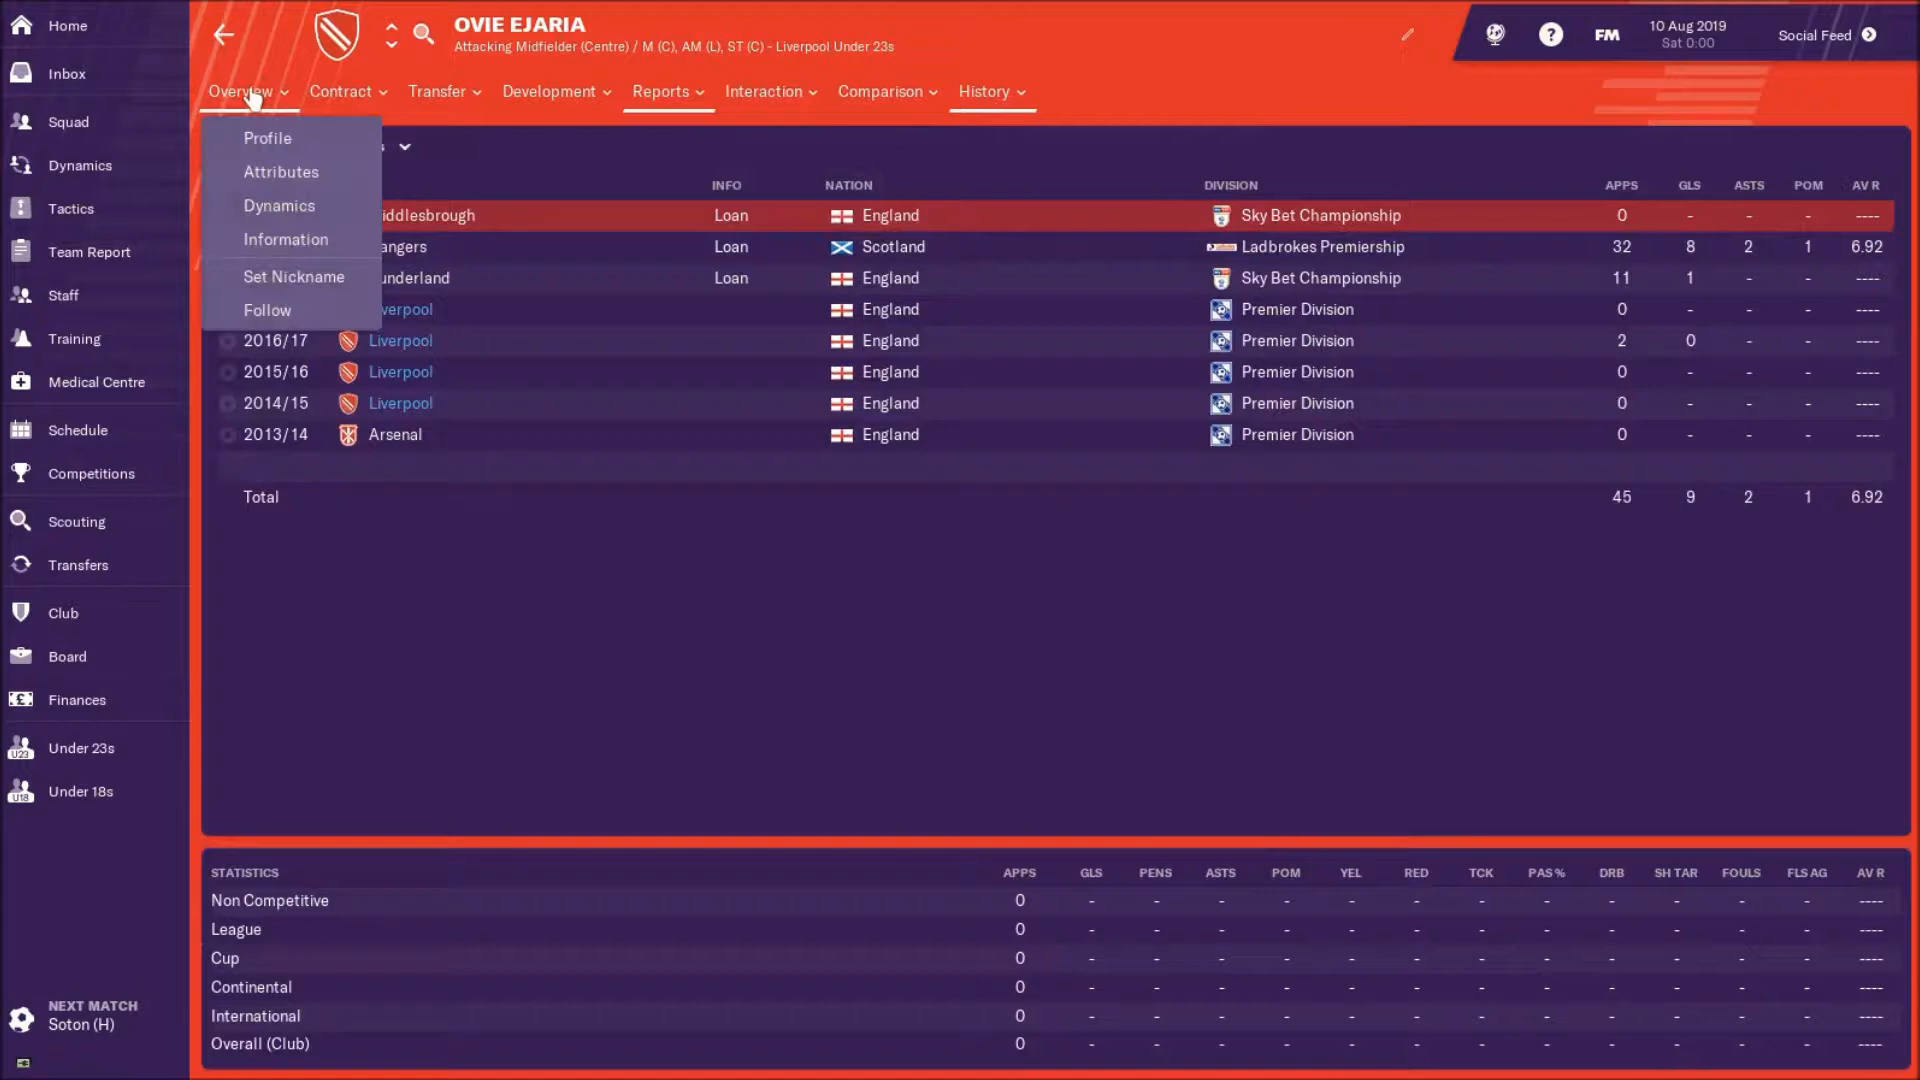 Home
Inbox
Squad
Dynamics
Tactics
Team Report
Staff
Training
Medical Centre
Schedule
Competitions
Scouting
Transfers
Club
Board
Finances
U23 Under 23s
U18 Under 18s
NEXT MATCH
Soton (H)
OVIE EJARIA
Attacking Midfielder (Centre) / M (C), AM (L), ST (C) - Liverpool Under 23s
? FM
10 Aug 2019
Sat 0:00
Social Feed
Overview Contract Transfer Development Reports Interaction Comparison History
Profile
Attributes
Dynamics
Information
Set Nickname
Follow
INFO NATION DIVISION APPS GLS ASTS POM AV R
iddlesbrough Loan England Sky Bet Championship 0 - - - ----
angers Loan Scotland Ladbrokes Premiership 32 8 2 1 6.92
underland Loan England Sky Bet Championship 11 1 - - ----
verpool England Premier Division 0 - - - ----
2016/17 Liverpool England Premier Division 2 0 - - ----
2015/16 Liverpool England Premier Division 0 - - - ----
2014/15 Liverpool England Premier Division 0 - - - ----
2013/14 Arsenal England Premier Division 0 - - - ----
Total 45 9 2 1 6.92
STATISTICS APPS GLS PENS ASTS POM YEL RED TCK PAS % DRB SH TAR FOULS FLS AG AV R
Non Competitive 0 - - - - - - - - - - - - ----
League 0 - - - - - - - - - - - - ----
Cup 0 - - - - - - - - - - - - ----
Continental 0 - - - - - - - - - - - - ----
International 0 - - - - - - - - - - - - ----
Overall (Club) 0 - - - - - - - - - - - - ----